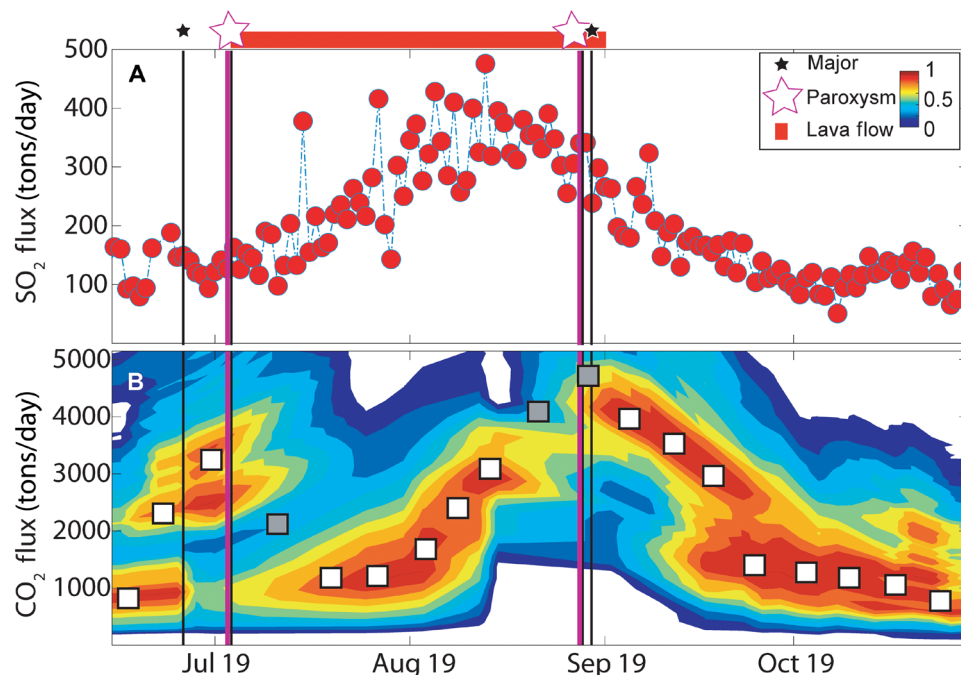 A
500
400
300
200
100
SO2 flux (tons/day)
Major
Paroxysm
Lava flow
1
0.5
0
B
5000
4000
3000
2000
1000
CO2 flux (tons/day)
Jul 19
Aug 19
Sep 19
Oct 19